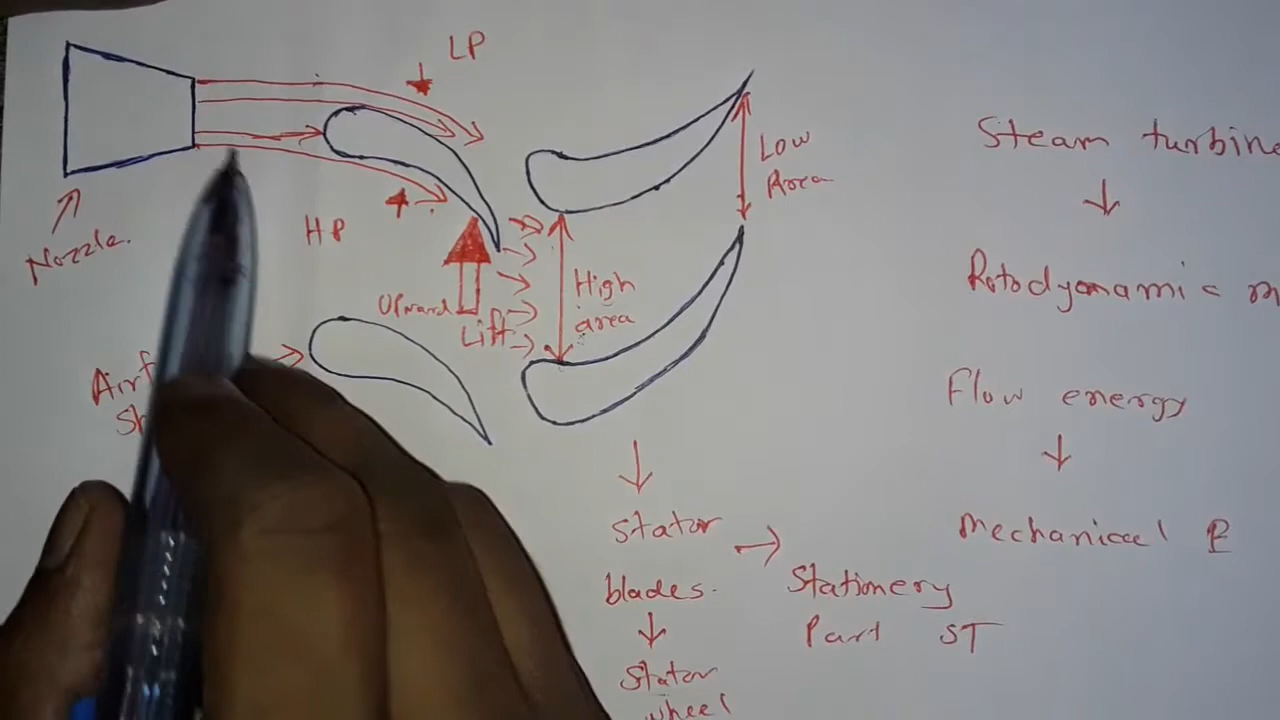 LP
Nozzle.
HP
Upward
Lift
High
area
Low
Area
Steam turbine
Rotodynamic
Flow energy
Mechanical E
Stator
blades.
Stationery
Part ST
Stator
wheel